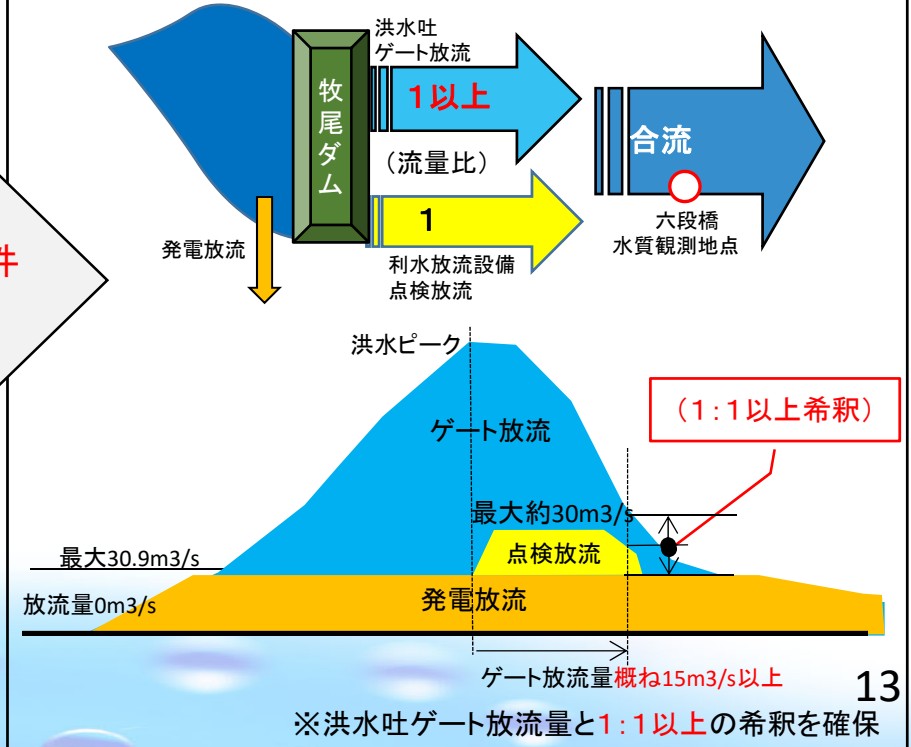 洪水吐
ゲート放流
牧尾ダム
1以上
(流量比)
合流
1
六段橋
水質観測地点
件
発電放流
利水放流設備
点検放流
洪水ピーク
(1:1以上希釈)
ゲート放流
最大約30m3/s
最大30.9m3/s
点検放流
放流量0m3/s
発電放流
ゲート放流量概ね15m3/s以上
13
※洪水吐ゲート放流量と1:1以上の希釈を確保